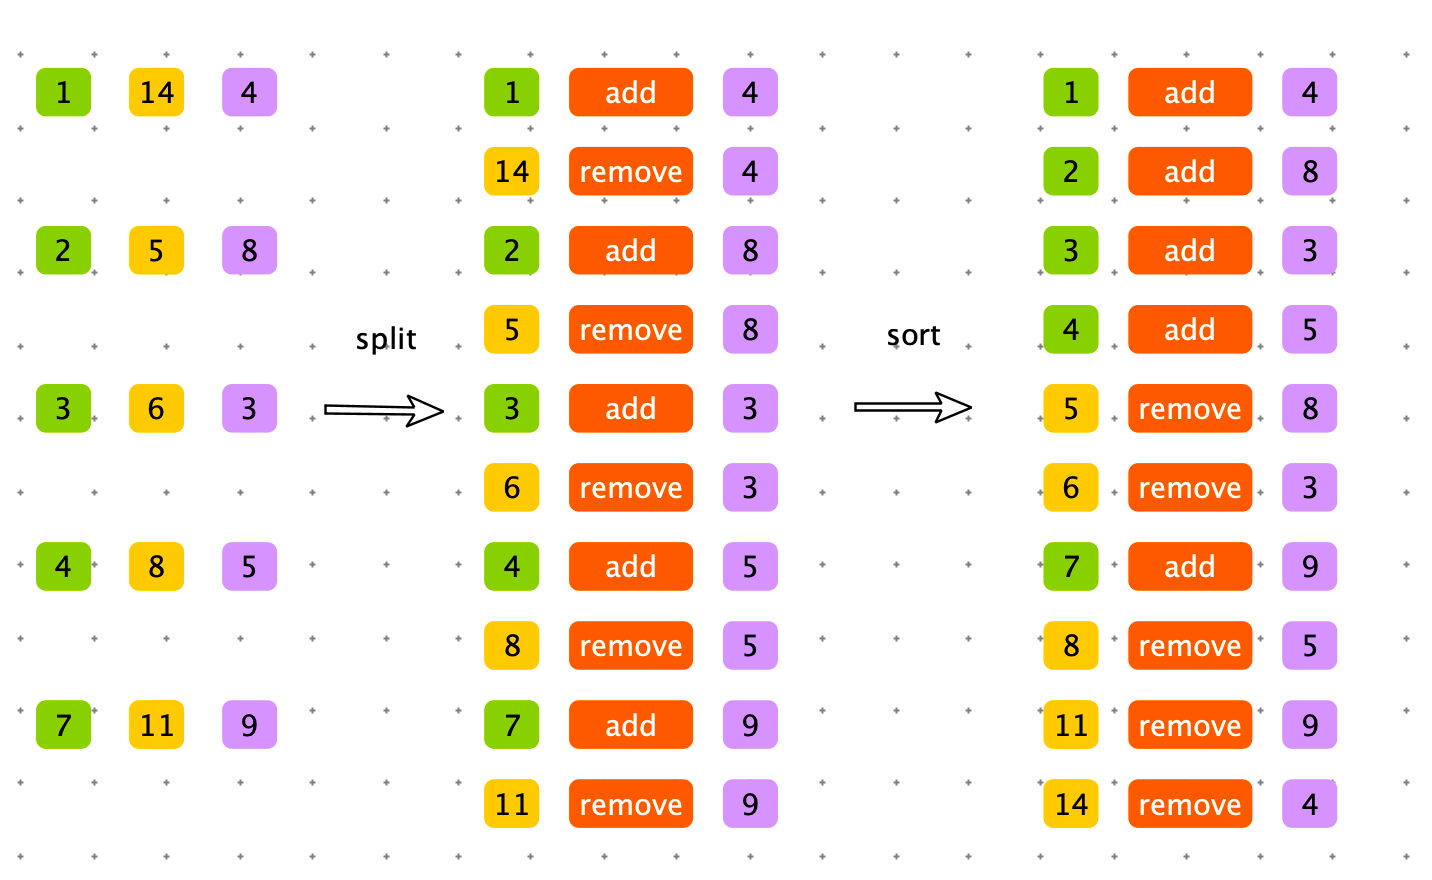 1 14 4 1 add 4 1 add 4
14 remove 4 2 add 8
2 5 8 2 add 8 3 add 3
split 5 remove 8 sort 4 add 5
3 6 3 3 add 3 5 remove 8
6 remove 3 6 remove 3
4 8 5 4 add 5 7 add 9
8 remove 5 8 remove 5
7 11 9 7 add 9 11 remove 9
11 remove 9 14 remove 4